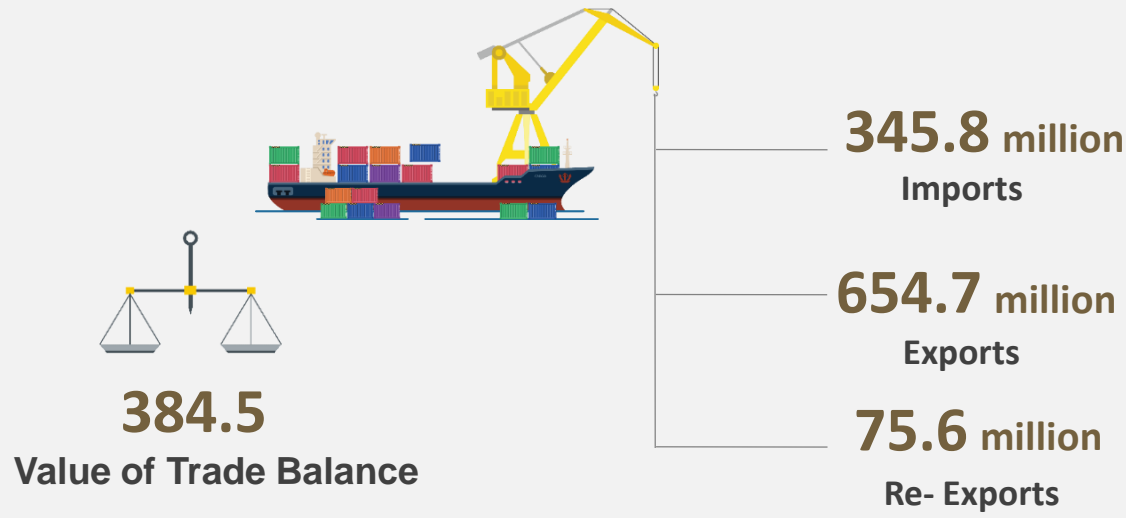 345.8 million
Imports
654.7 million
Exports
75.6 million
Re- Exports
384.5
Value of Trade Balance